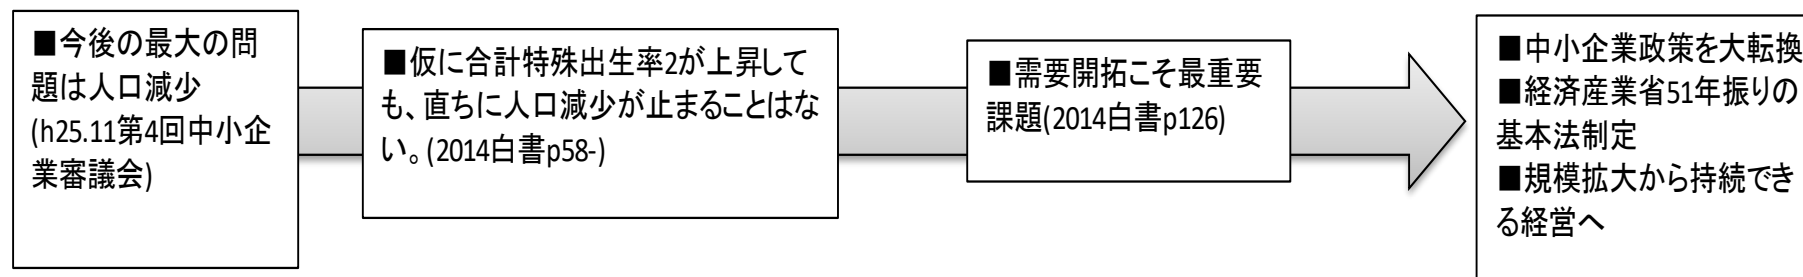 ■今後の最大の問
題は人口減少
(h25.11第4回中小企
業審議会)
■仮に合計特殊出生率2が上昇して
も、直ちに人口減少が止まることはな
い。(2014白書p58-)
■需要開拓こそ最重要
課題(2014白書p126)
■中小企業政策を大転換
■経済産業省51年振りの
基本法制定
■規模拡大から持続でき
る経営へ